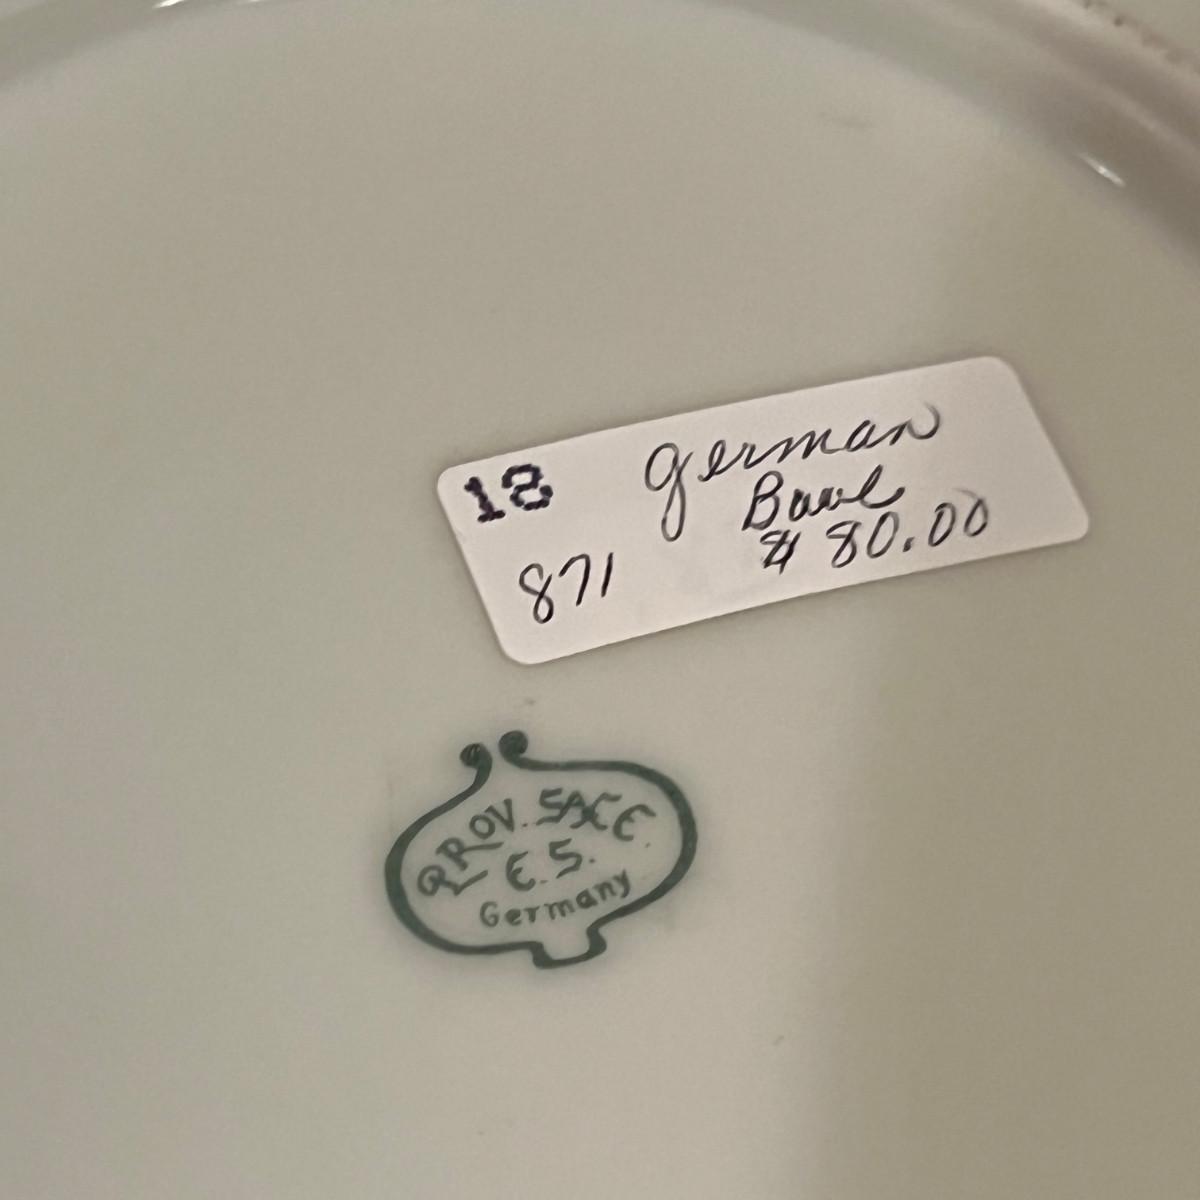 18
German
Bowl
871
$80.00
PROV. SAXE.
E.S.
Germany